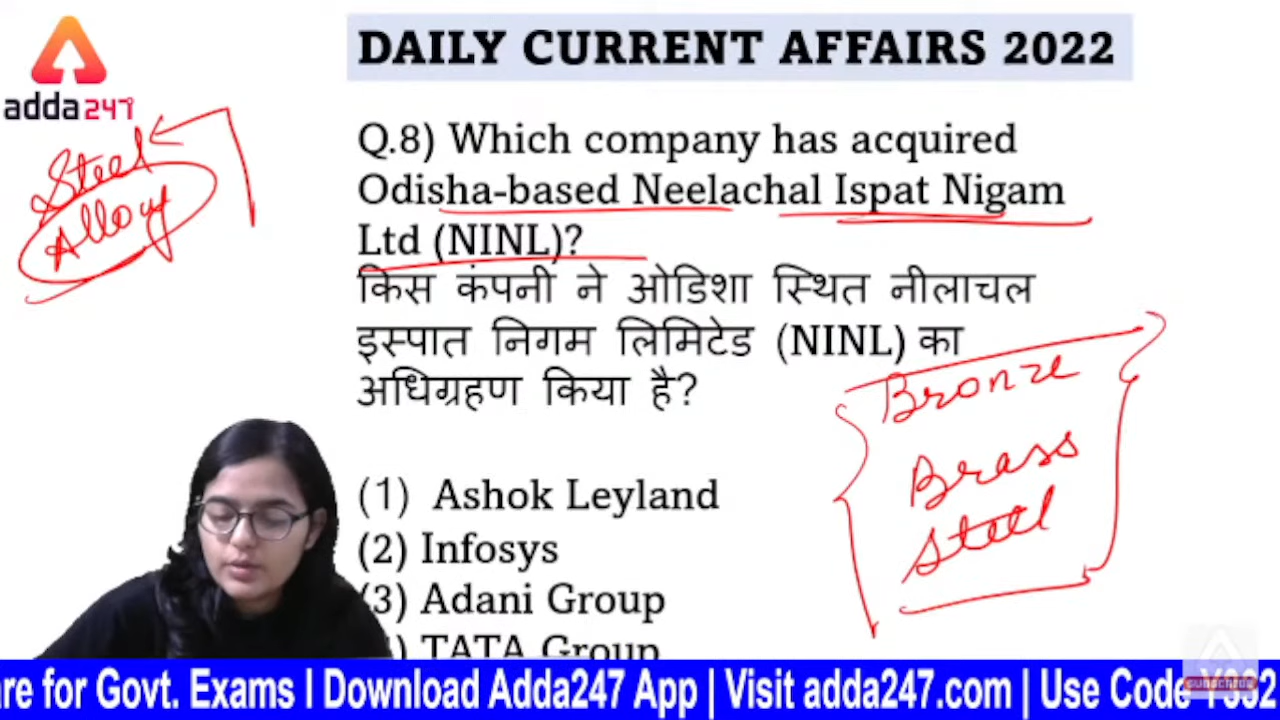 DAILY CURRENT AFFAIRS 2022
adda247
Steel
Alloy
Q.8) Which company has acquired
Odisha-based Neelachal Ispat Nigam
Ltd (NINL)?
किस कंपनी ने ओडिशा स्थित नीलाचल
इस्पात निगम लिमिटेड (NINL) का
अधिग्रहण किया है?
Bronze
Brass
Steel
(1) Ashok Leyland
(2) Infosys
(3) Adani Group
TATA Group
are for Govt. Exams I Download Adda247 App | Visit adda247.com | Use Code
SUBSCRIBE